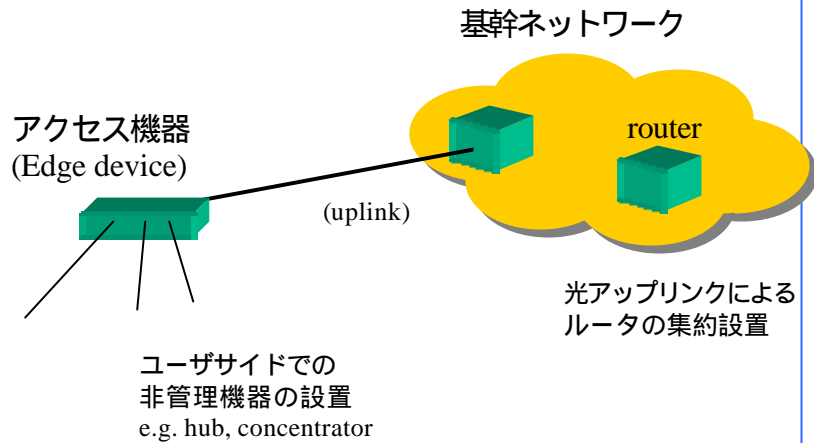 基幹ネットワーク
アクセス機器
(Edge device)
router
(uplink)
光アップリンクによる
ルータの集約設置
ユーザサイドでの
非管理機器の設置
e.g. hub, concentrator